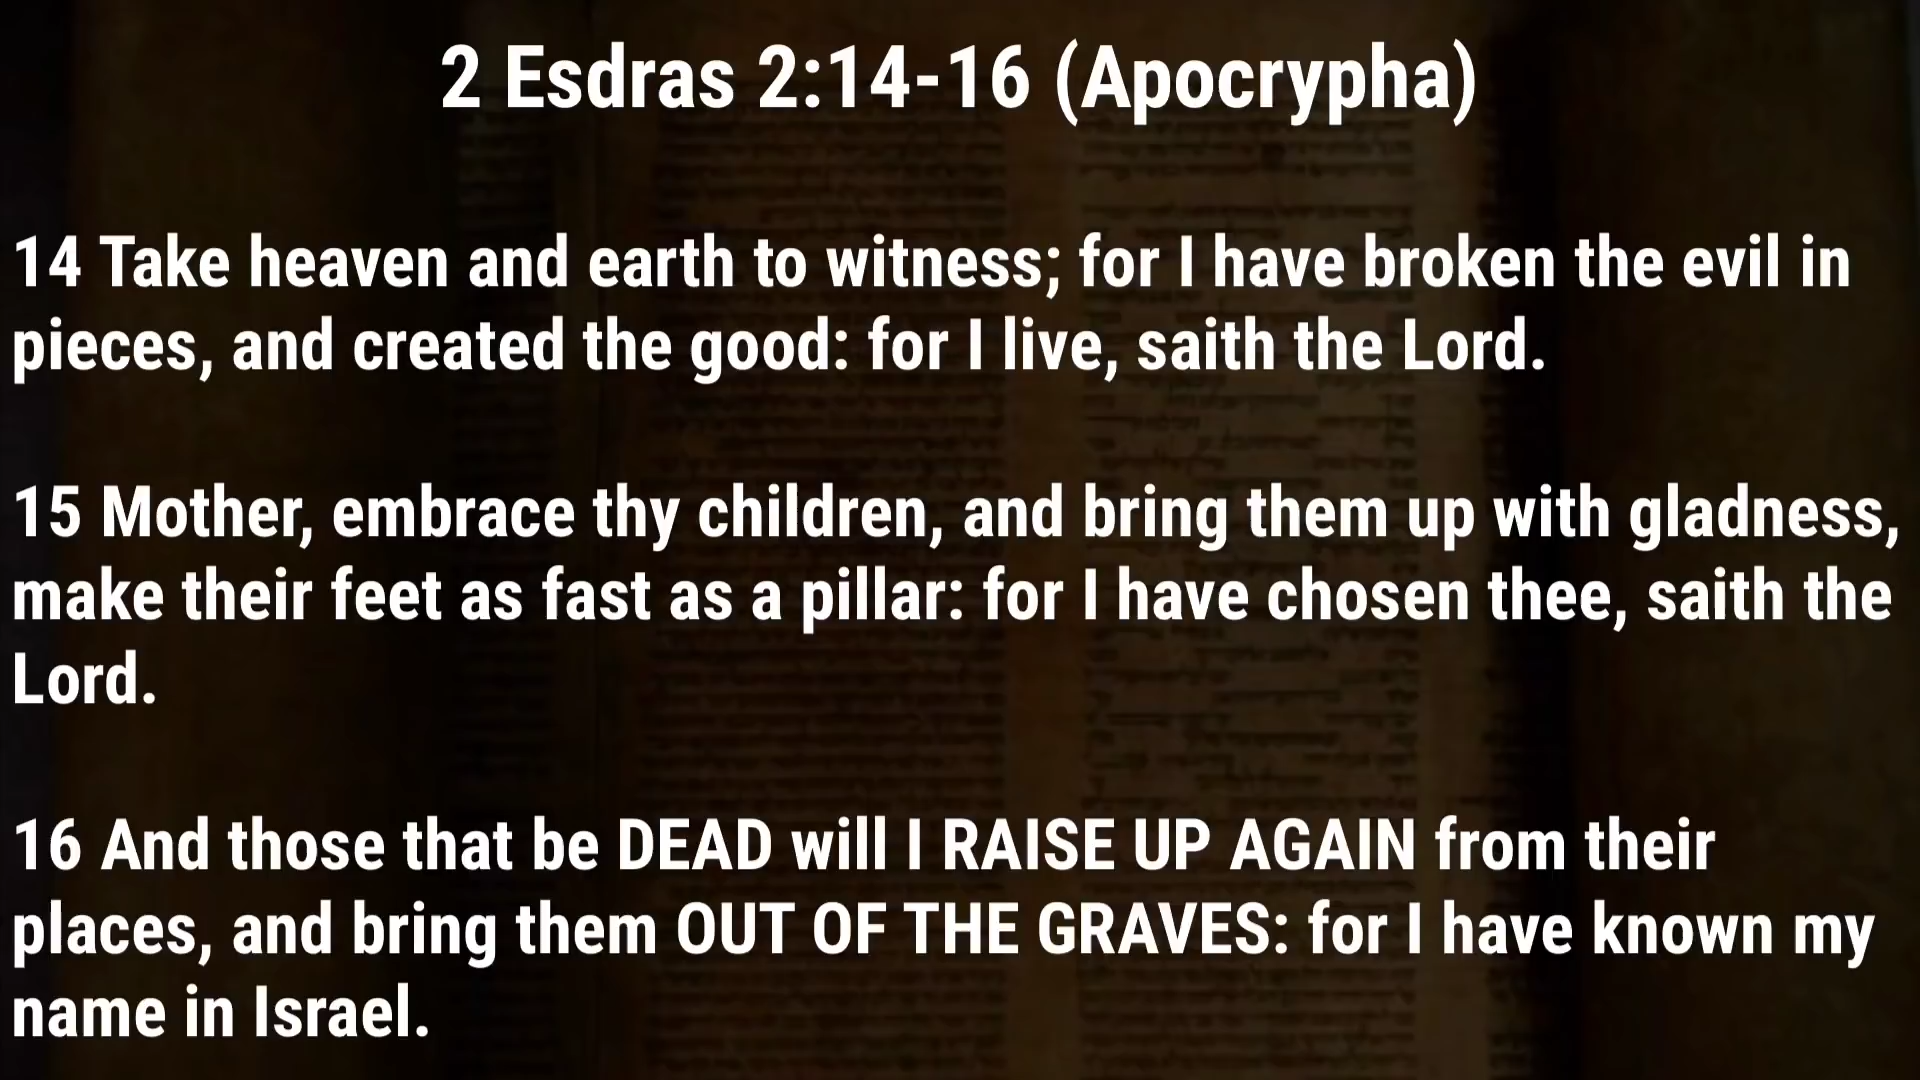 2 Esdras 2:14-16 (Apocrypha)
14 Take heaven and earth to witness; for I have broken the evil in
pieces, and created the good: for I live, saith the Lord.
15 Mother, embrace thy children, and bring them up with gladness,
make their feet as fast as a pillar: for I have chosen thee, saith the
Lord.
16 And those that be DEAD will I RAISE UP AGAIN from their
places, and bring them OUT OF THE GRAVES: for I have known my
name in Israel.